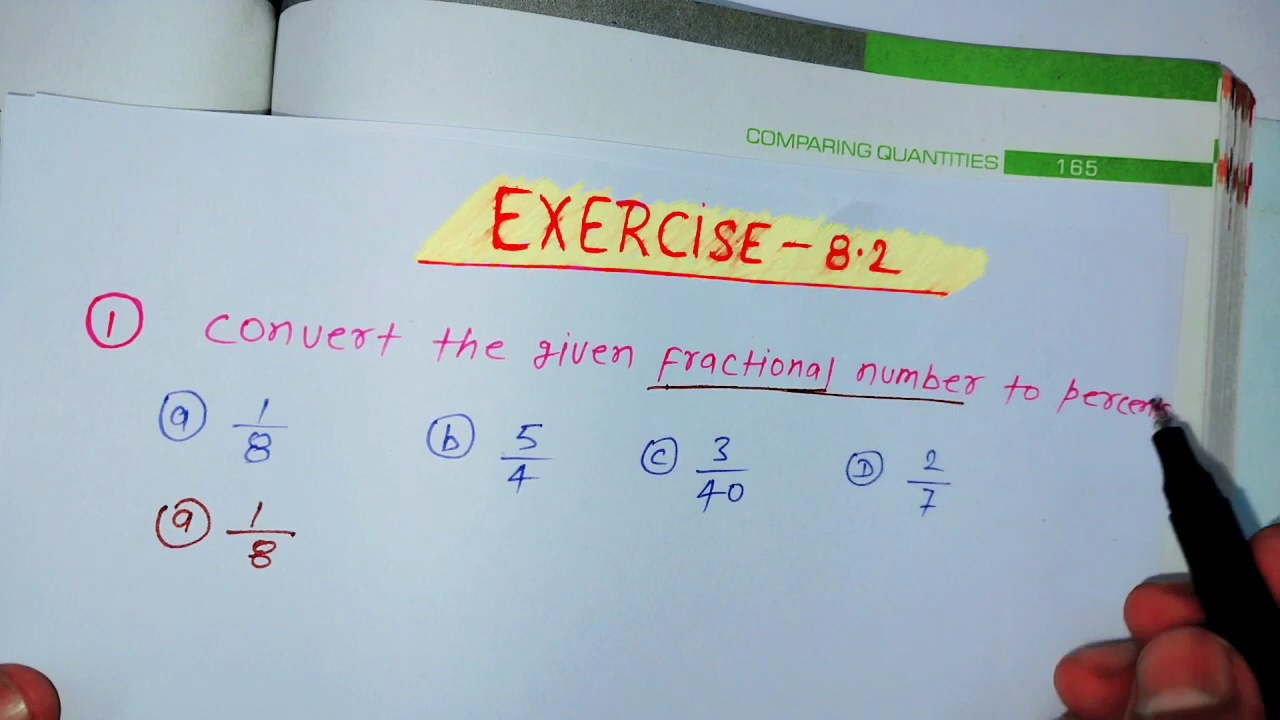 COMPARING QUANTITIES 165
EXERCISE - 8.2
1 Convert the given Fractional number to
a 1/8 b 5/4 c 3/40 D 2/7
a 1/8